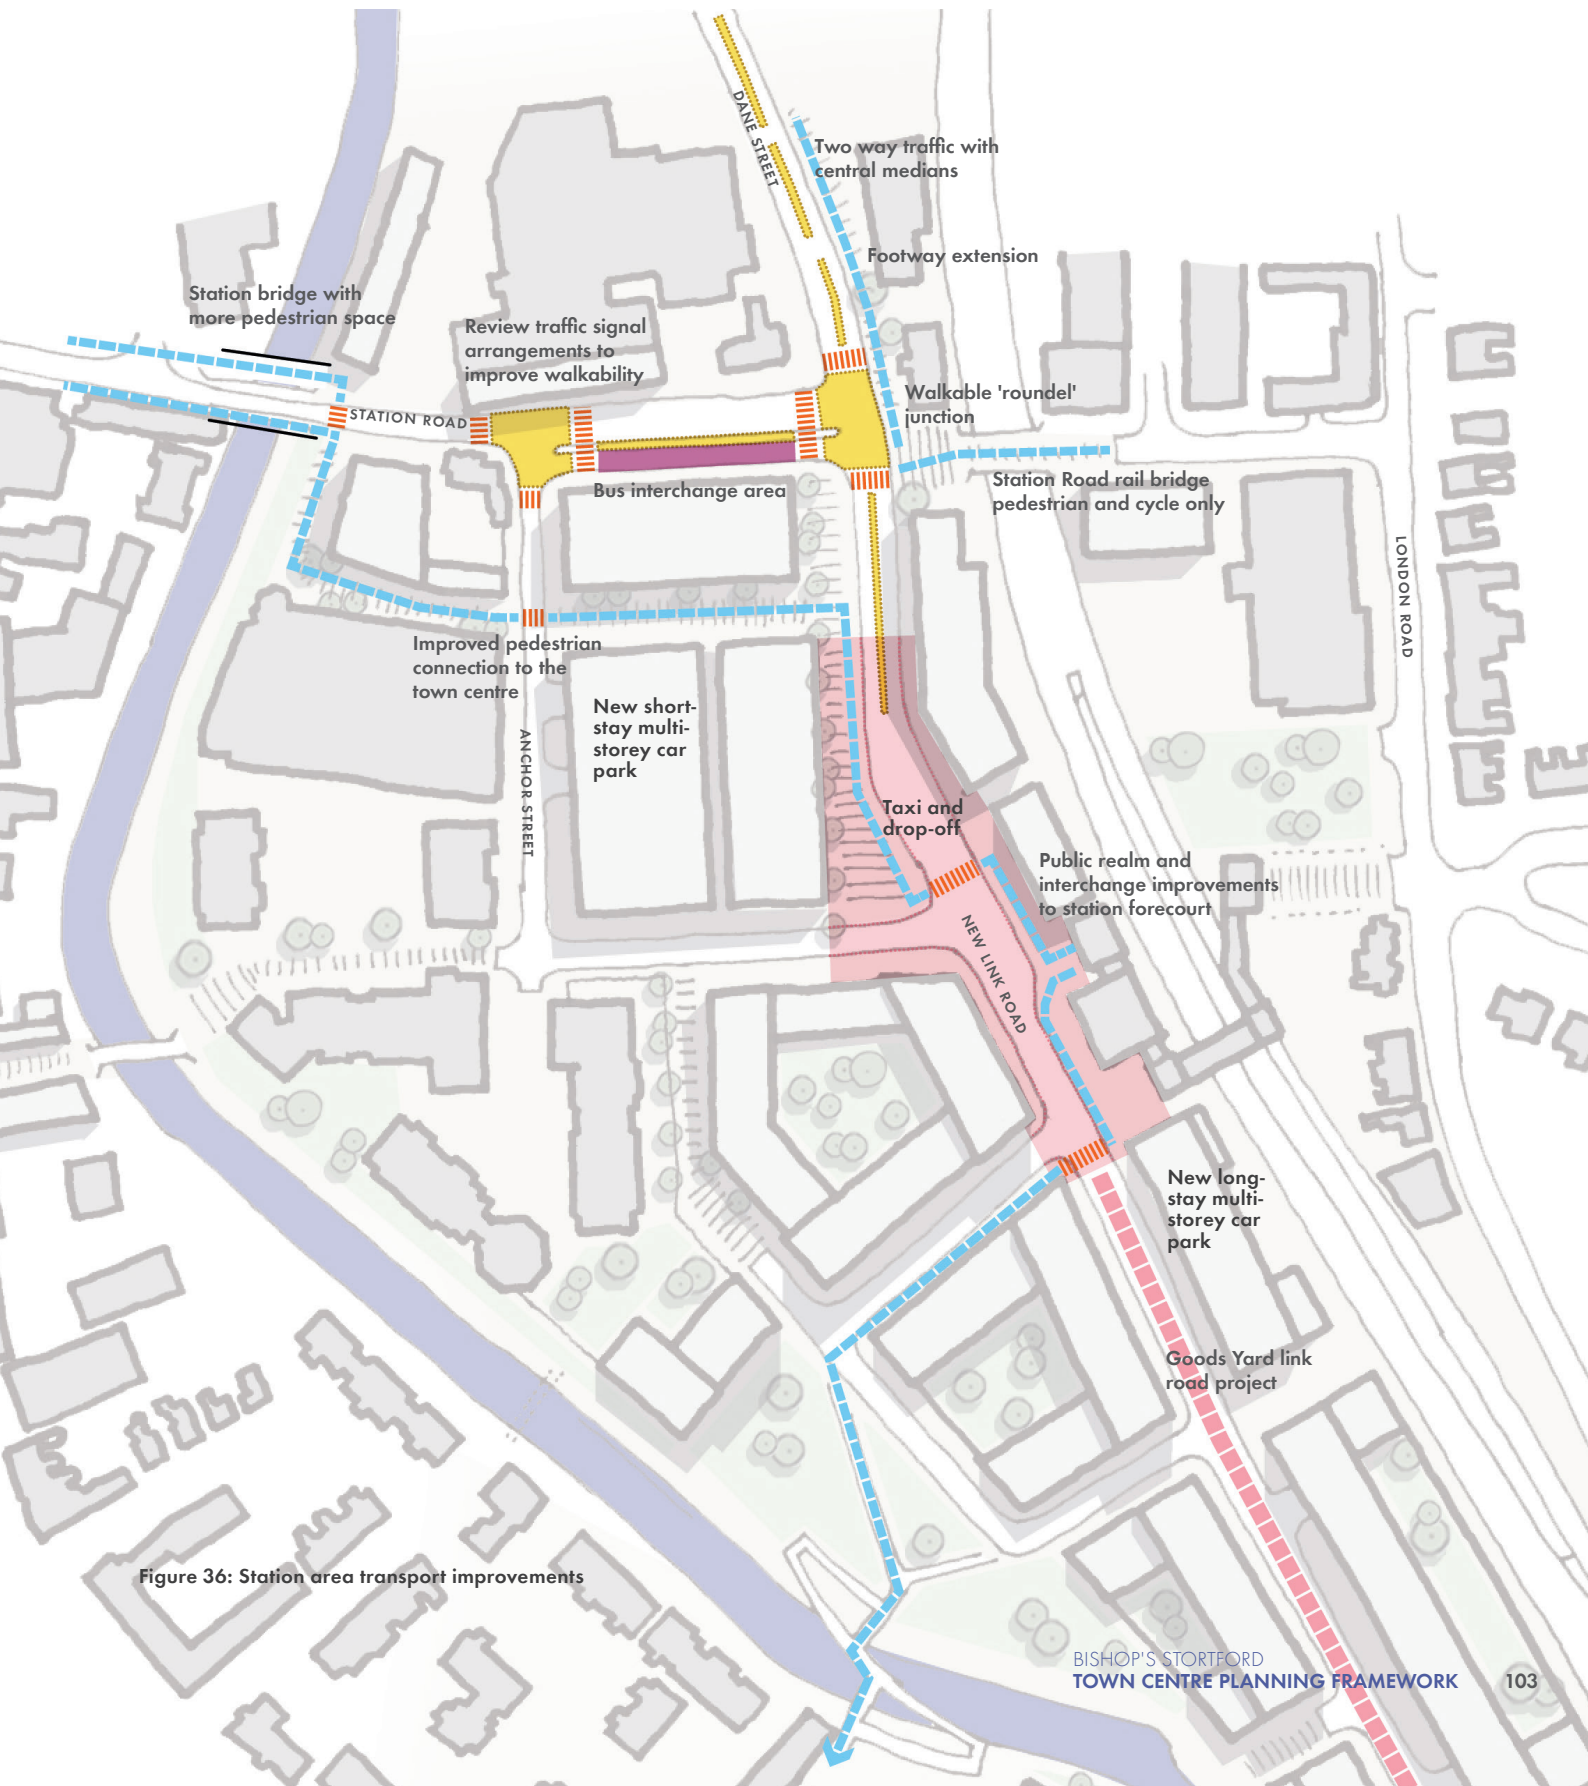 DANE STREET
Two way traffic with
central medians
Footway extension
Station bridge with
more pedestrian space
Review traffic signal
arrangements to
improve walkability
Walkable 'roundel'
junction
STATION ROAD
Bus interchange area
Station Road rail bridge
pedestrian and cycle only
LONDON ROAD
Improved pedestrian
connection to the
town centre
New short-
stay multi-
storey car
park
ANCHOR STREET
Taxi and
drop-off
Public realm and
interchange improvements
to station forecourt
NEW LINK ROAD
New long-
stay multi-
storey car
park
Goods Yard link
road project
Figure 36: Station area transport improvements
BISHOP'S STORTFORD
TOWN CENTRE PLANNING FRAMEWORK 103